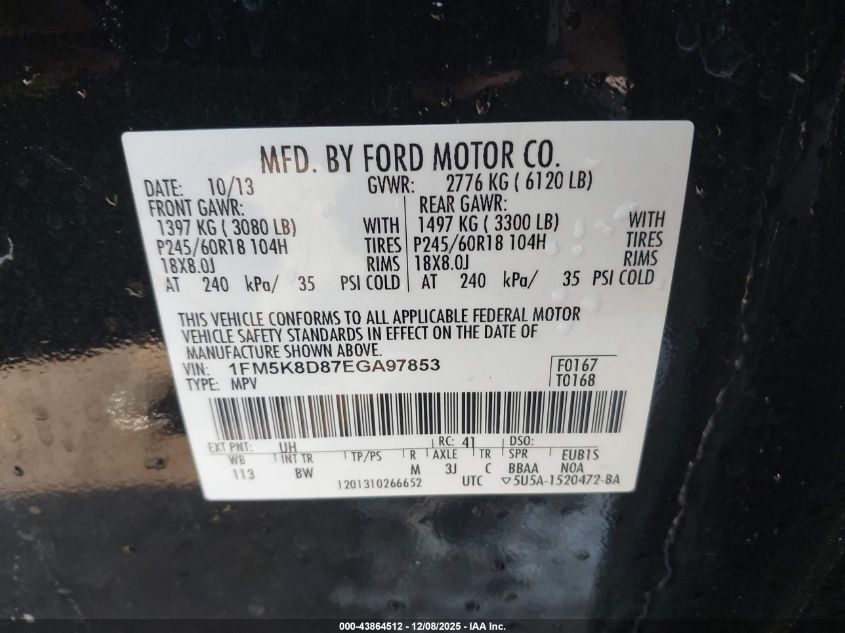 MFD. BY FORD MOTOR CO.
DATE: 10/13 GVWR: 2776 KG ( 6120 LB)
FRONT GAWR: REAR GAWR:
1397 KG ( 3080 LB) WITH 1497 KG ( 3300 LB) WITH
P245/60R18 104H TIRES P245/60R18 104H TIRES
18X8.0J RIMS 18X8.0J RIMS
AT 240 kPa/ 35 PSI COLD AT 240 kPa/ 35 PSI COLD
THIS VEHICLE CONFORMS TO ALL APPLICABLE FEDERAL MOTOR
VEHICLE SAFETY STANDARDS IN EFFECT ON THE DATE OF
MANUFACTURE SHOWN ABOVE.
VIN: 1FM5K8D87EGA97853 F0167
TYPE: MPV T0168
EXT PNT: UH RC: 41 DSO:
WB INT TR TP/PS R AXLE TR SPR EUB1S
113 BW M 3J C BBAA NOA
1201310266652 UTC ▽5U5A-1520472-BA
000-43864512 | 12/08/2025 - IAA Inc.